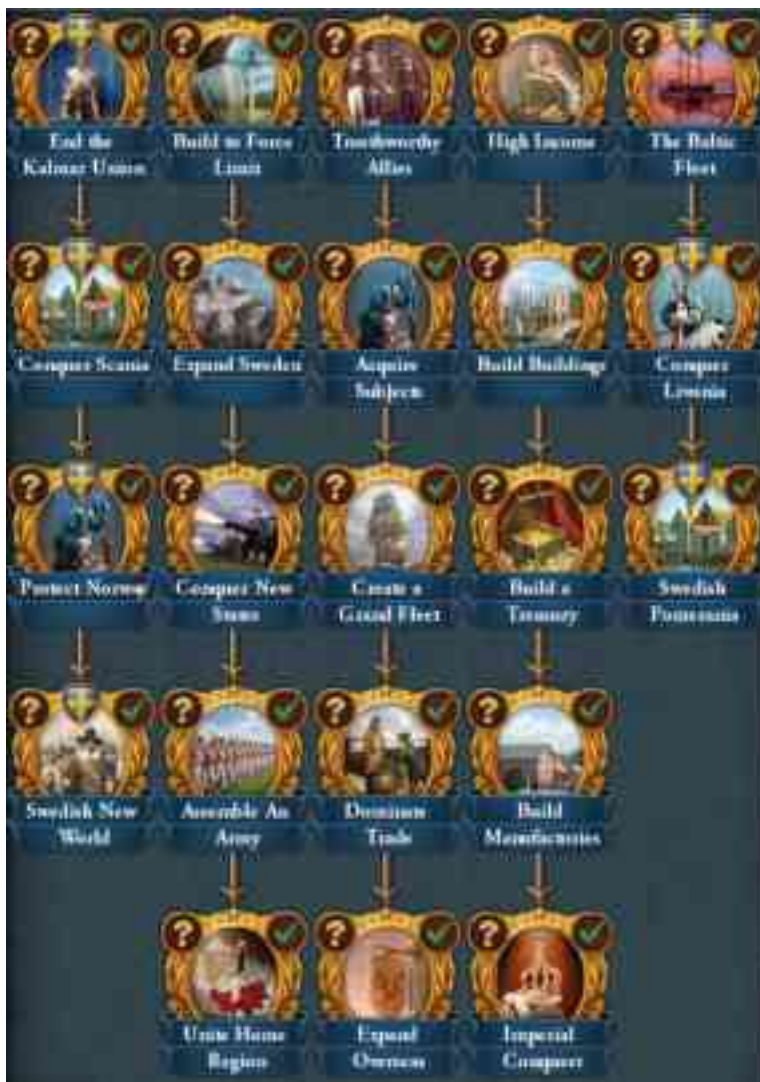 End the
Kalmar Union
Build to Force
Limit
Trustworthy
Allies
High Income
The Baltic
Fleet
Conquer Scania
Expand Sweden
Acquire
Subjects
Build Buildings
Conquer
Livonia
Protect Norway
Conquer New
States
Create a
Grand Fleet
Build a
Treasury
Swedish
Pomerania
Swedish New
World
Assemble An
Army
Dominate
Trade
Build
Manufactories
Unite Home
Region
Expand
Overseas
Imperial
Conquest